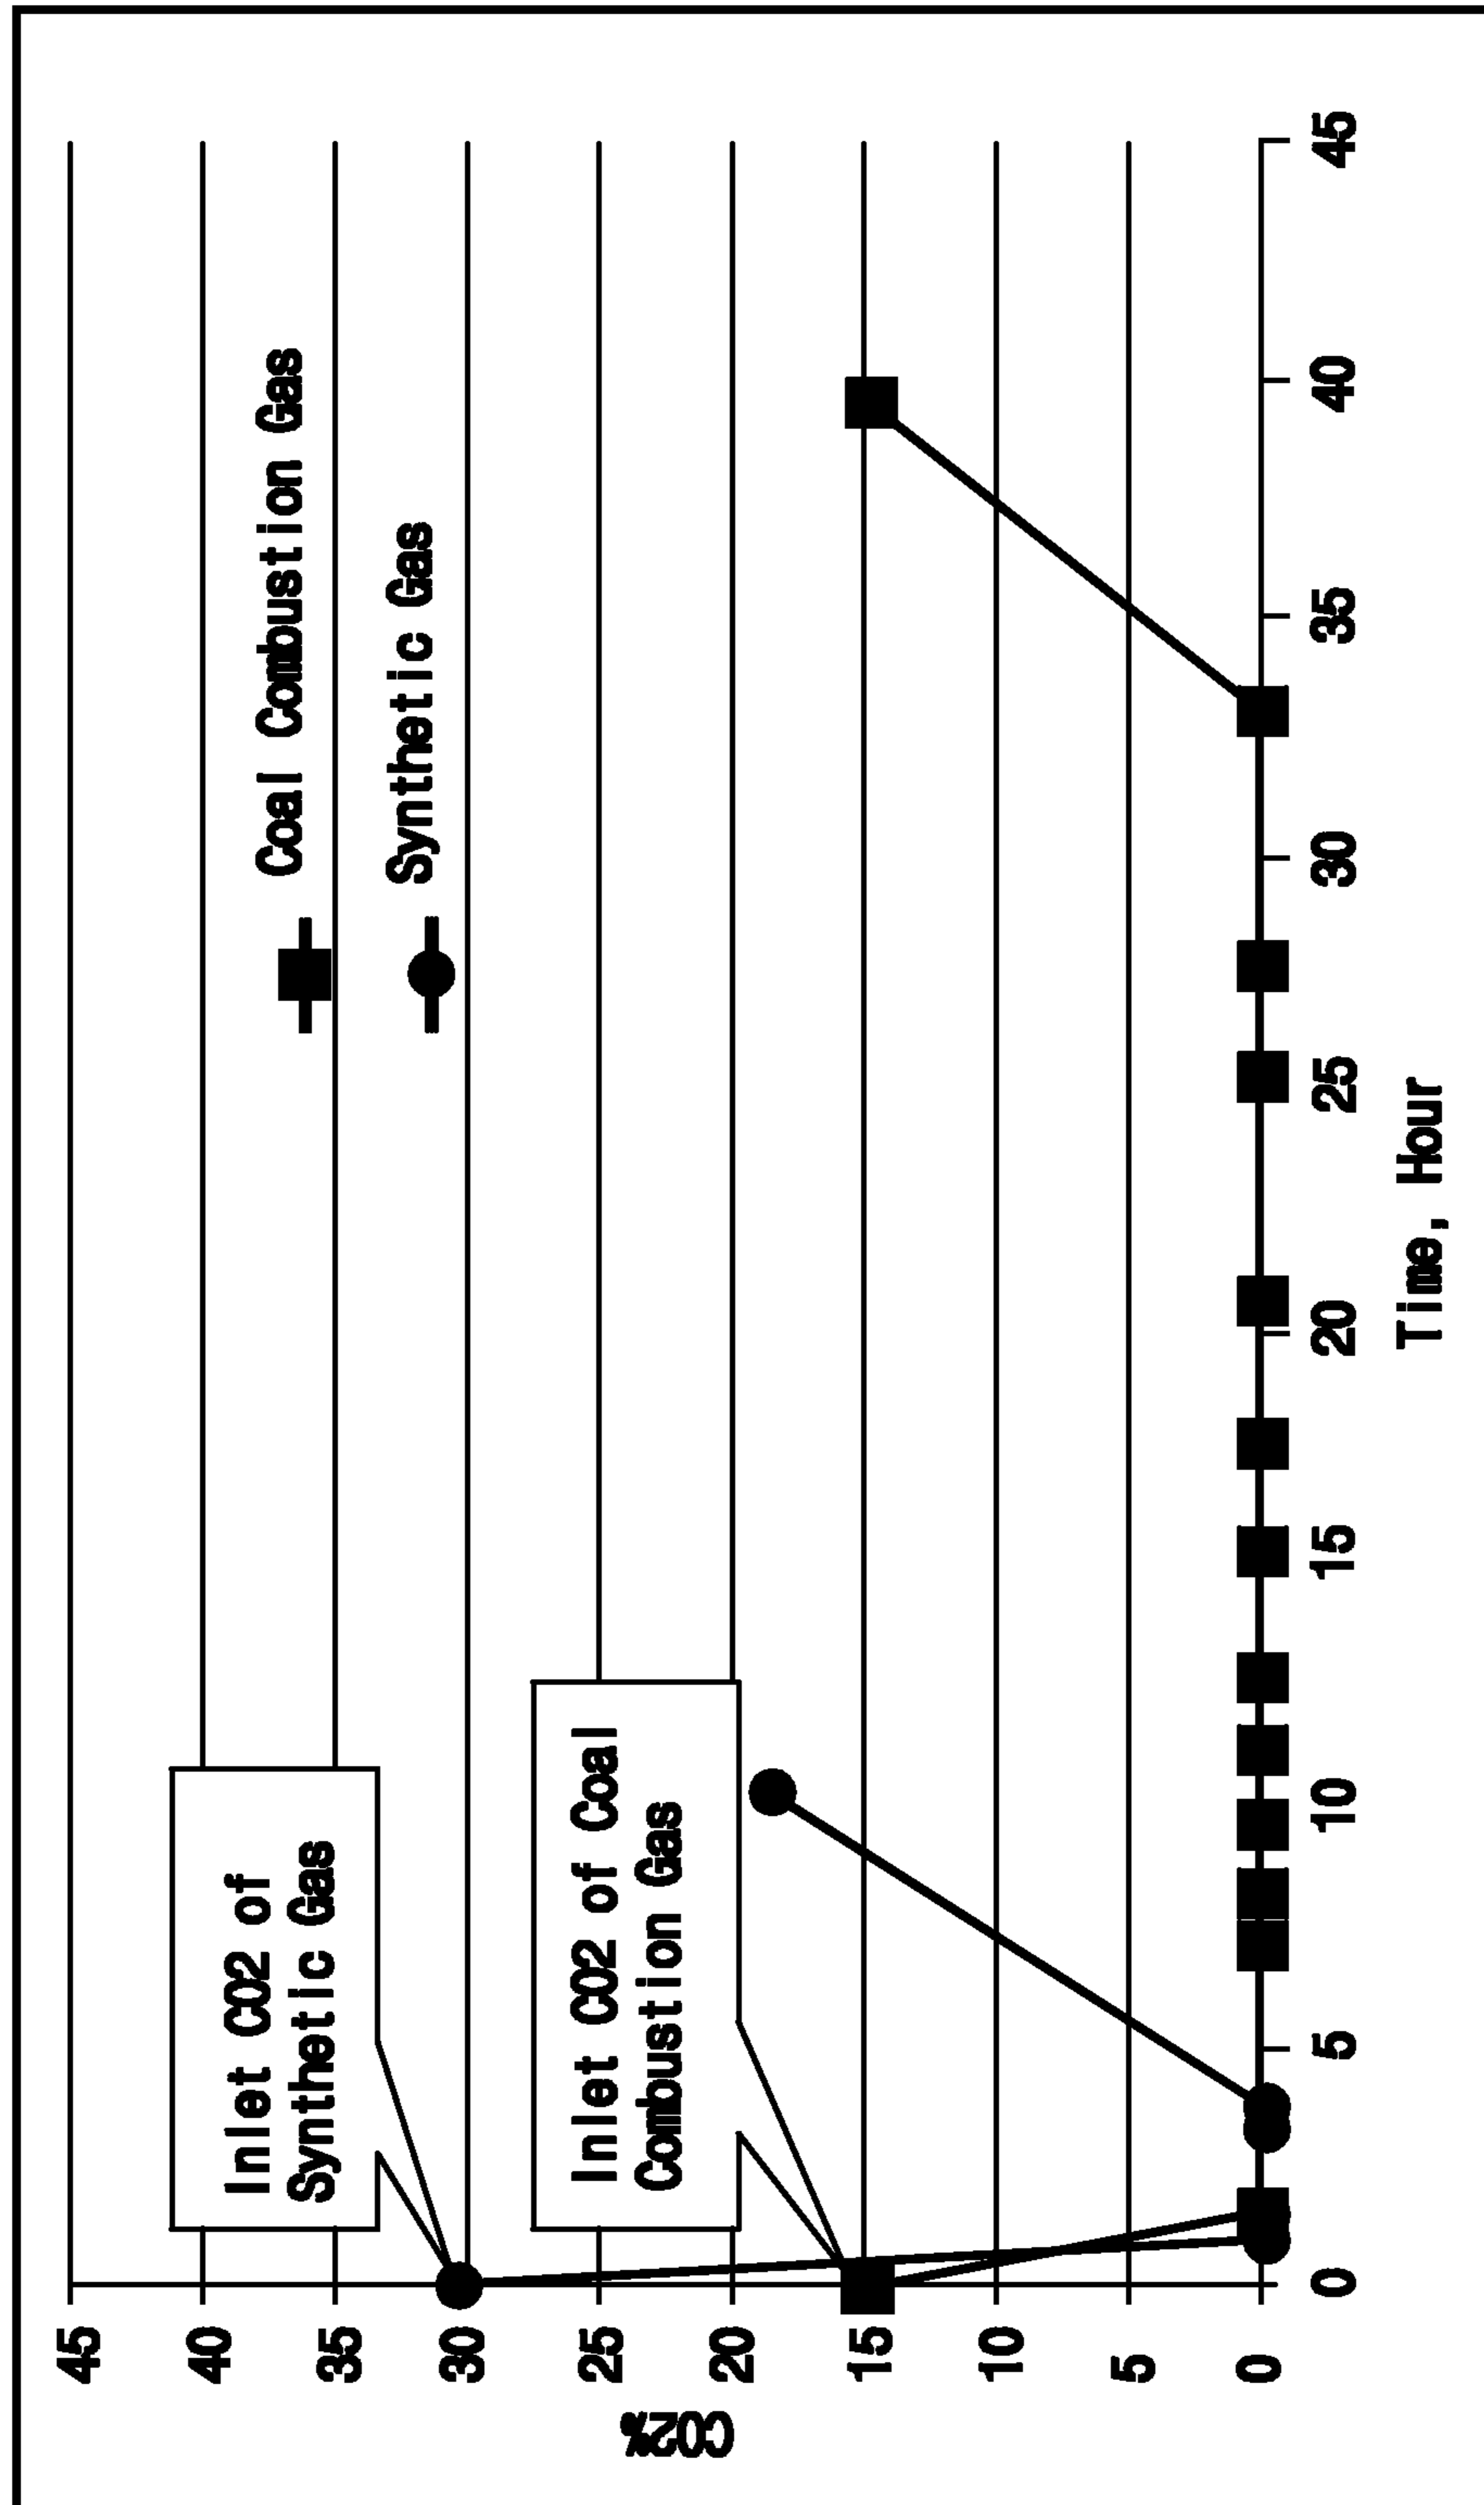 45
40
35
30
25
20
15
10
5
0
CO2%
Inlet CO2 of
Synthetic Gas
Inlet CO2 of Coal
Combustion Gas
Coal Combustion Gas
Synthetic Gas
0 5 10 15 20 25 30 35 40 45
Time, Hour